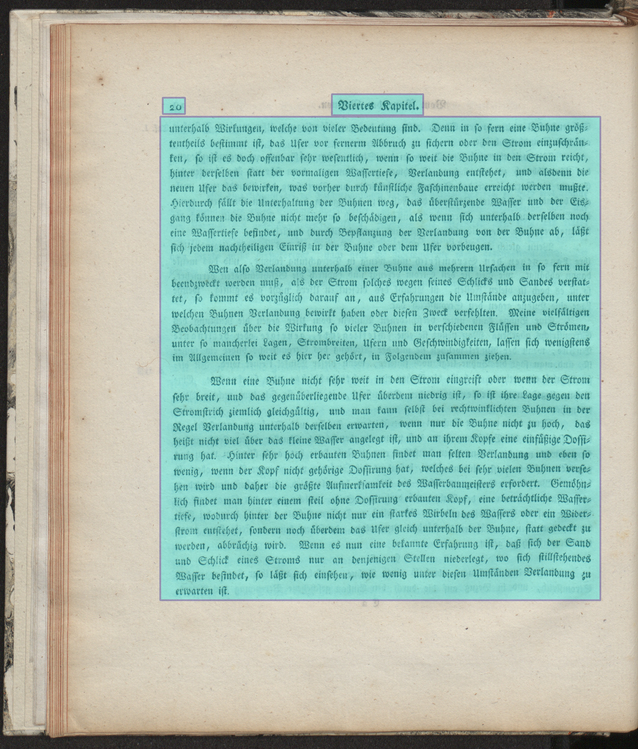 20
Viertes Kapitel.
unterhalb Wirkungen, welche von vieler Bedeutung sind. Denn in so fern eine Buhne größ-
tentheils bestimmt ist, das Ufer vor fernerm Abbruch zu sichern oder den Strom einzuschrän-
ken, so ist es doch offenbar sehr wesentlich, wenn so weit die Buhne in den Strom reicht,
hinter derselben statt der vormaligen Wassertiefe, Verlandung entstehet, und alsdenn die
neuen Ufer das bewirken, was vorher durch künstliche Faschinenbaue erreicht werden mußte.
Hierdurch fällt die Unterhaltung der Buhnen weg, das überstürzende Wasser und der Eis-
gang können die Buhne nicht mehr so beschädigen, als wenn sich unterhalb derselben noch
eine Wassertiefe befindet, und durch Bepflanzung der Verlandung von der Buhne ab, läßt
sich jedem nachtheiligen Einriß in der Buhne oder dem Ufer vorbeugen.
Wen also Verlandung unterhalb einer Buhne aus mehrern Ursachen in so fern mit
beendzweckt werden muß, als der Strom solches wegen seines Schlicks und Sandes verstat-
tet, so kommt es vorzüglich darauf an, aus Erfahrungen die Umstände anzugeben, unter
welchen Buhnen Verlandung bewirkt haben oder diesen Zweck verfehlten. Meine vielfältigen
Beobachtungen über die Wirkung so vieler Buhnen in verschiedenen Flüssen und Strömen,
unter so mancherlei Lagen, Strombreiten, Ufern und Geschwindigkeiten, lassen sich wenigstens
im Allgemeinen so weit es hier her gehört, in Folgendem zusammen ziehen.
Wenn eine Buhne nicht sehr weit in den Strom eingreift oder wenn der Strom
sehr breit, und das gegenüberliegende Ufer überdem niedrig ist, so ist ihre Lage gegen den
Stromstrich ziemlich gleichgültig, und man kann selbst bei rechtwinklichten Buhnen in der
Regel Verlandung unterhalb derselben erwarten, wenn nur die Buhne nicht zu hoch, das
heißt nicht viel über das kleine Wasser angelegt ist, und an ihrem Kopfe eine einfüßige Dossi-
rung hat. Hinter sehr hoch erbauten Buhnen findet man selten Verlandung und eben so
wenig, wenn der Kopf nicht gehörige Dossirung hat, welches bei sehr vielen Buhnen verse-
hen wird und daher die größte Aufmerksamkeit des Wasserbaumeisters erfordert. Gewöhn-
lich findet man hinter einem steil ohne Dossirung erbauten Kopf, eine beträchtliche Wasser-
tiefe, wodurch hinter der Buhne nicht nur ein starkes Wirbeln des Wassers oder ein Wider-
strom entstehet, sondern noch überdem das Ufer gleich unterhalb der Buhne, statt gedeckt zu
werden, abbrüchig wird. Wenn es nun eine bekannte Erfahrung ist, daß sich der Sand
und Schlick eines Stroms nur an denjenigen Stellen niederlegt, wo sich stillstehendes
Wasser befindet, so läßt sich einsehen, wie wenig unter diesen Umständen Verlandung zu
erwarten ist.